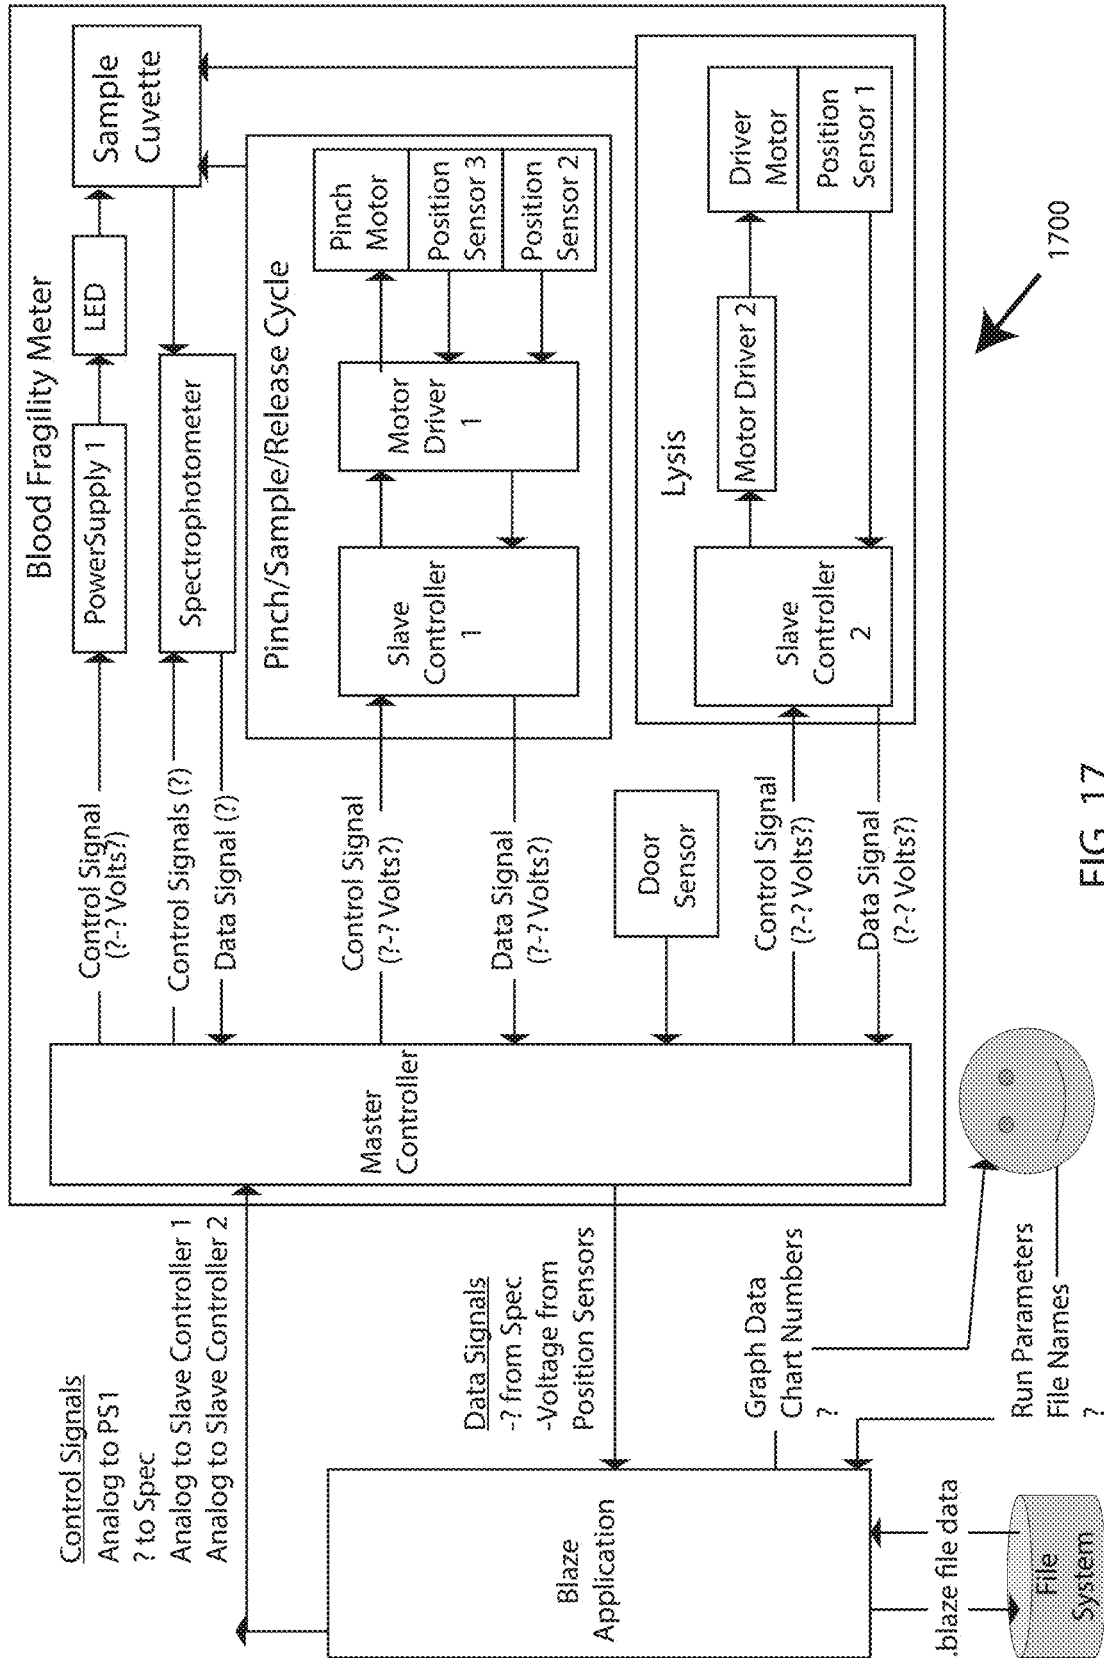 Blood Fragility Meter
Control Signal
(?-? Volts?)
PowerSupply 1
LED
Sample
Cuvette
Control Signals (?)
Data Signal (?)
Spectrophotometer
Pinch/Sample/Release Cycle
Control Signal
(?-? Volts?)
Data Signal
(?-? Volts?)
Slave
Controller
1
Motor
Driver
1
Pinch
Motor
Position
Sensor 3
Position
Sensor 2
Door
Sensor
Lysis
Control Signal
(?-? Volts?)
Data Signal
(?-? Volts?)
Slave
Controller
2
Motor Driver 2
Driver
Motor
Position
Sensor 1
Master
Controller
Control Signals
Analog to PS1
? to Spec
Analog to Slave Controller 1
Analog to Slave Controller 2
Data Signals
-? from Spec
-Voltage from
Position Sensors
Graph Data
Chart Numbers
?
Run Parameters
File Names
?
Blaze
Application
.blaze file data
File
System
1700
FIG. 17